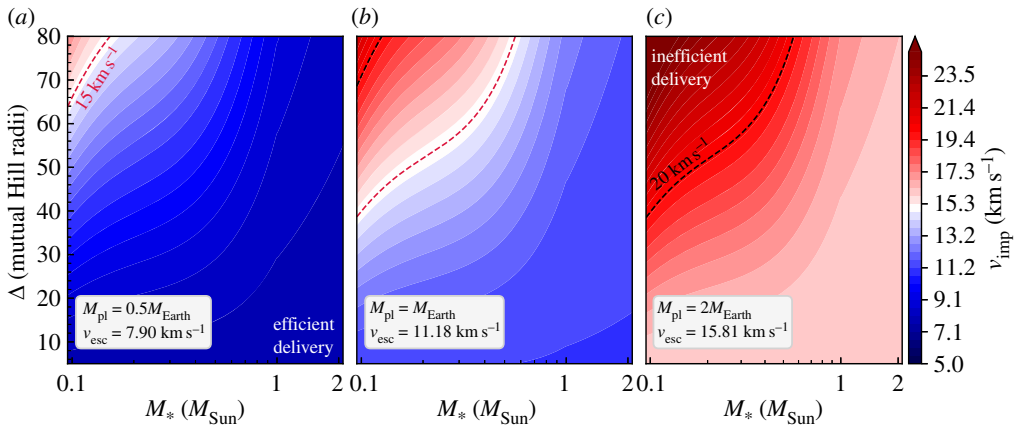 (a)
(b)
(c)
80
70
60
50
40
30
20
10
Δ (mutual Hill radii)
15 km s⁻¹
M_pl = 0.5M_Earth
v_esc = 7.90 km s⁻¹
efficient
delivery
M_pl = M_Earth
v_esc = 11.18 km s⁻¹
inefficient
delivery
20 km s⁻¹
M_pl = 2M_Earth
v_esc = 15.81 km s⁻¹
0.1 1 2
0.1 1 2
0.1 1 2
M_* (M_Sun)
M_* (M_Sun)
M_* (M_Sun)
23.5
21.4
19.4
17.3
15.3
13.2
11.2
9.1
7.1
5.0
v_imp (km s⁻¹)